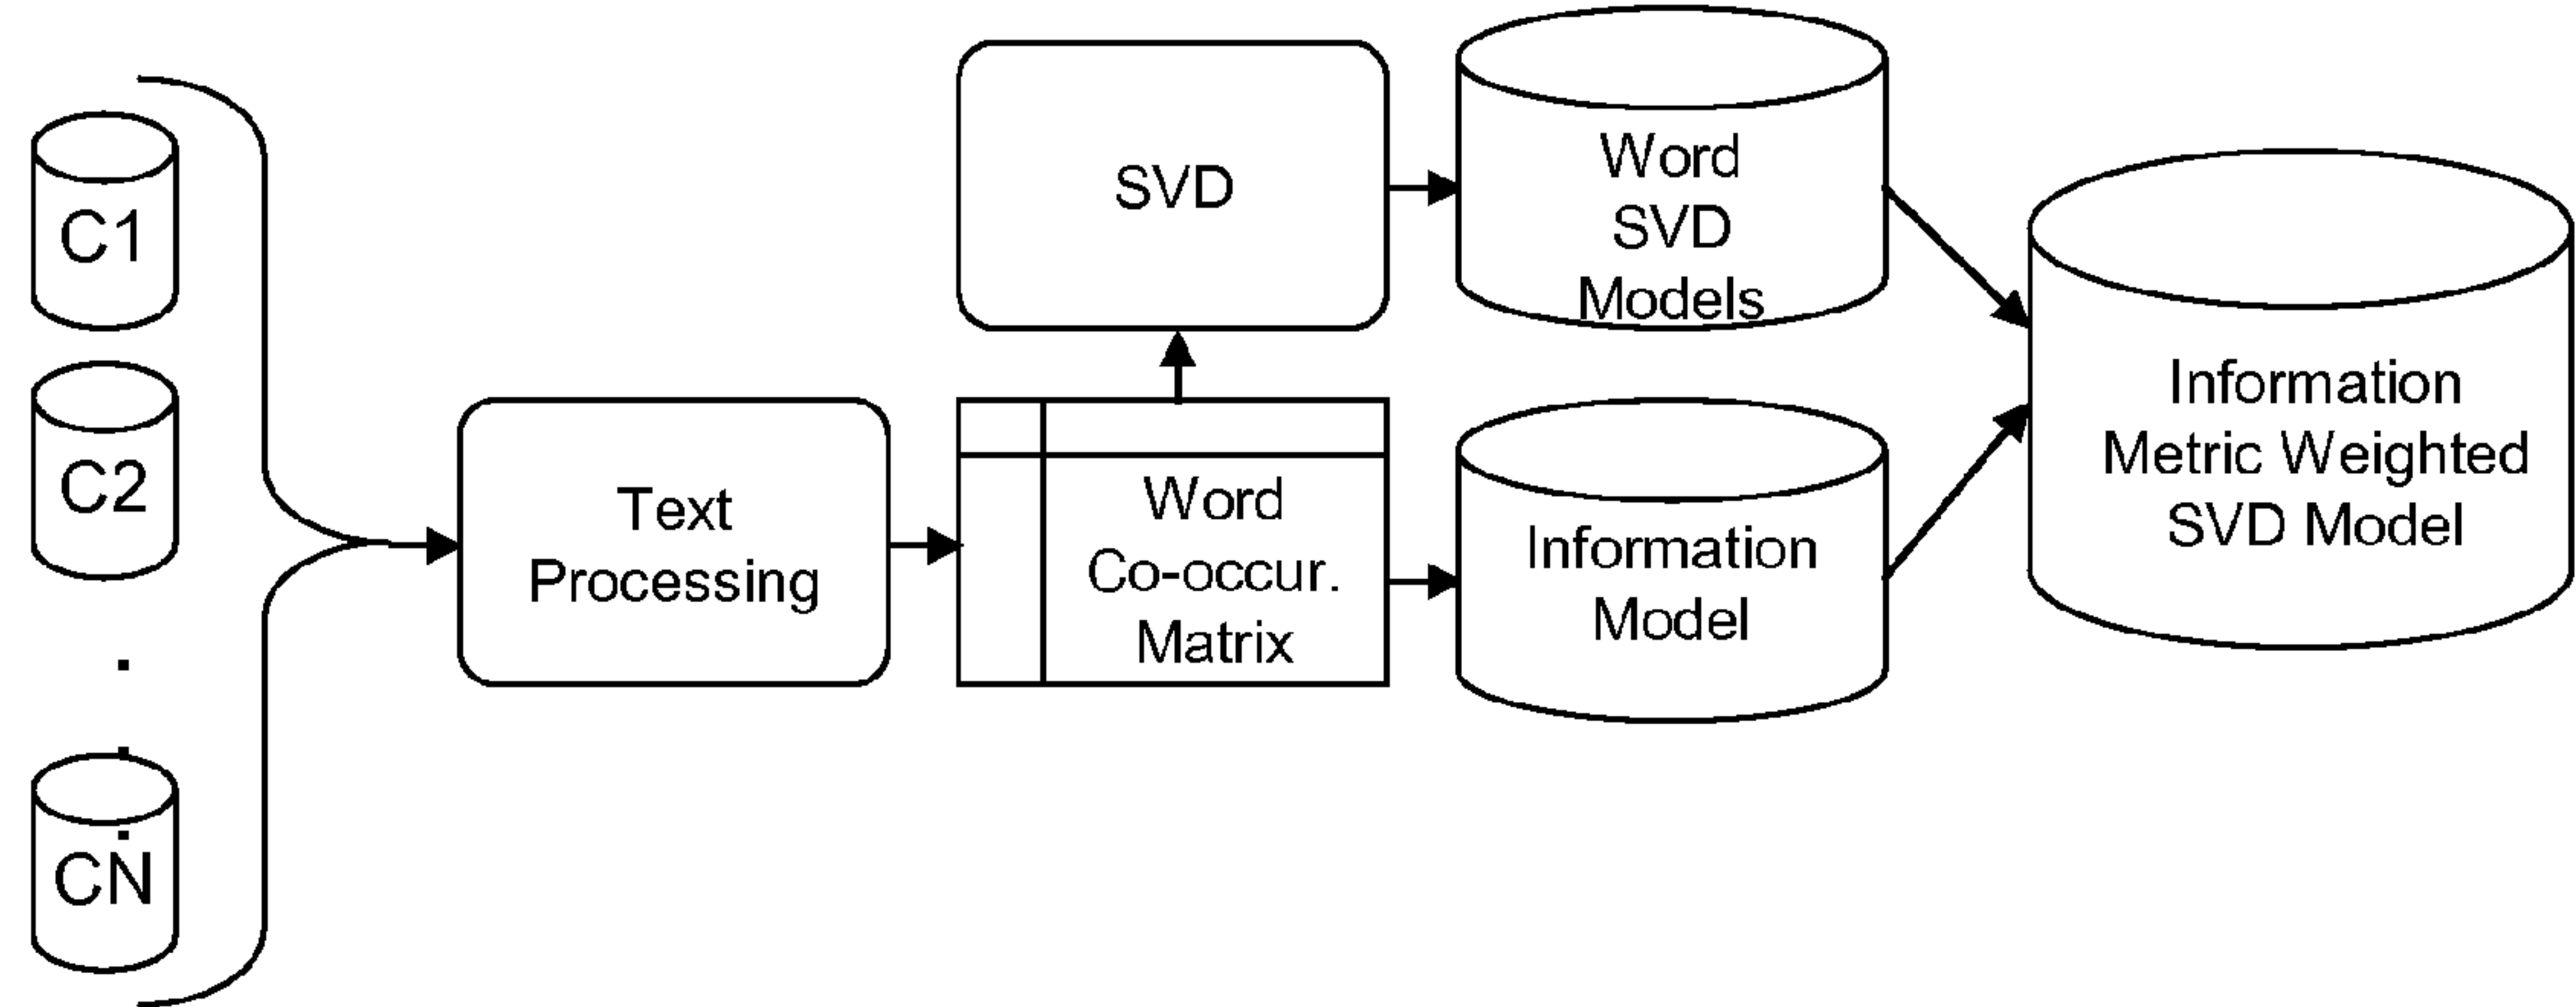 C1
C2
.
.
.
CN
Text
Processing
SVD
Word
Co-occur.
Matrix
Word
SVD
Models
Information
Model
Information
Metric Weighted
SVD Model